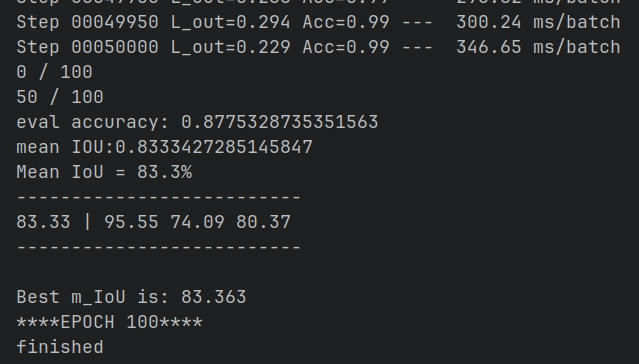 Step 00049950 L_out=0.294 Acc=0.99 ---  300.24 ms/batch
Step 00050000 L_out=0.229 Acc=0.99 ---  346.65 ms/batch
0 / 100
50 / 100
eval accuracy: 0.8775328735351563
mean IOU:0.8333427285145847
Mean IoU = 83.3%
--------------------------
83.33 | 95.55 74.09 80.37
--------------------------
Best m_IoU is: 83.363
****EPOCH 100****
finished